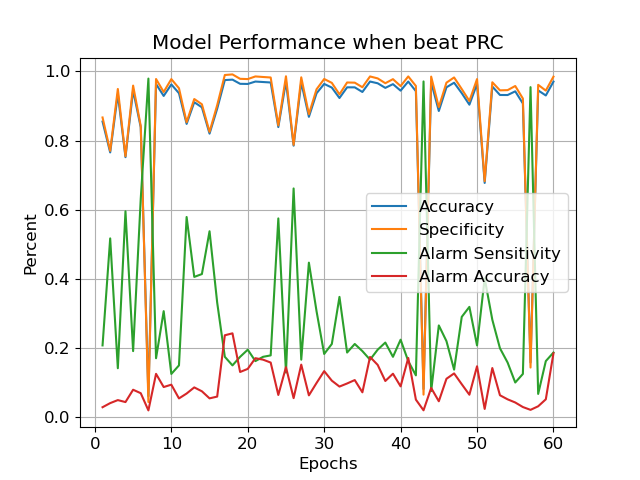 Model Performance when beat PRC
1.0
0.8
0.6
0.4
0.2
0.0
Percent
Accuracy
Specificity
Alarm Sensitivity
Alarm Accuracy
0 10 20 30 40 50 60
Epochs